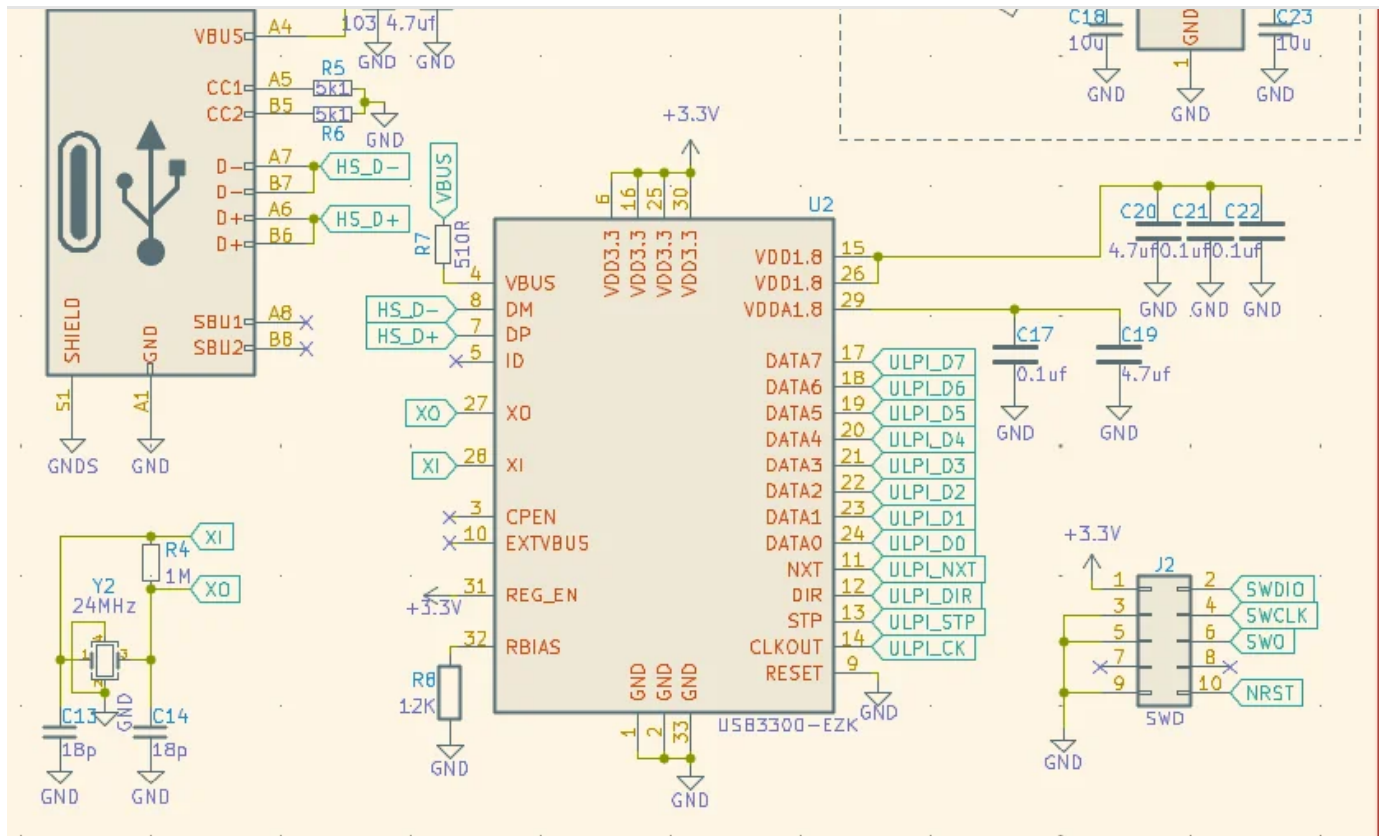 VBUS A4
103 4.7uf
GND GND
CC1 A5 R5 5k1
CC2 B5 5k1 R6
GND
D- A7 HS_D-
D- B7
D+ A6 HS_D+
D+ B6
SBU1 A8
SBU2 B8
SHIELD GND
S1 A1
GNDS GND
C18 10u GND
GND 1 C23 10u
GND GND
+3.3V
6 16 25 30
VDD3.3 VDD3.3 VDD3.3 VDD3.3
U2
VBUS
R7 510R
4 VBUS
HS_D- 8 DM
HS_D+ 7 DP
5 ID
XO 27 XO
XI 28 XI
3 CPEN
10 EXTVBUS
+3.3V 31 REG_EN
32 RBIAS
R8 12K
GND
VDD1.8 15
VDD1.8 26
VDDA1.8 29
DATA7 17 ULPI_D7
DATA6 18 ULPI_D6
DATA5 19 ULPI_D5
DATA4 20 ULPI_D4
DATA3 21 ULPI_D3
DATA2 22 ULPI_D2
DATA1 23 ULPI_D1
DATA0 24 ULPI_D0
NXT 11 ULPI_NXT
DIR 12 ULPI_DIR
STP 13 ULPI_STP
CLKOUT 14 ULPI_CK
RESET 9
GND
GND GND GND
1 2 33
USB3300-EZK
GND
C20 C21 C22
4.7uf 0.1uf 0.1uf
GND GND GND
C17 C19
0.1uf 4.7uf
GND GND
XI
R4
1M XO
Y2
24MHz
4
1 3
GND
C13 C14
18p 18p
GND GND
+3.3V
J2
1 2 SWDIO
3 4 SWCLK
5 6 SWO
7 8
9 10 NRST
SWD
GND